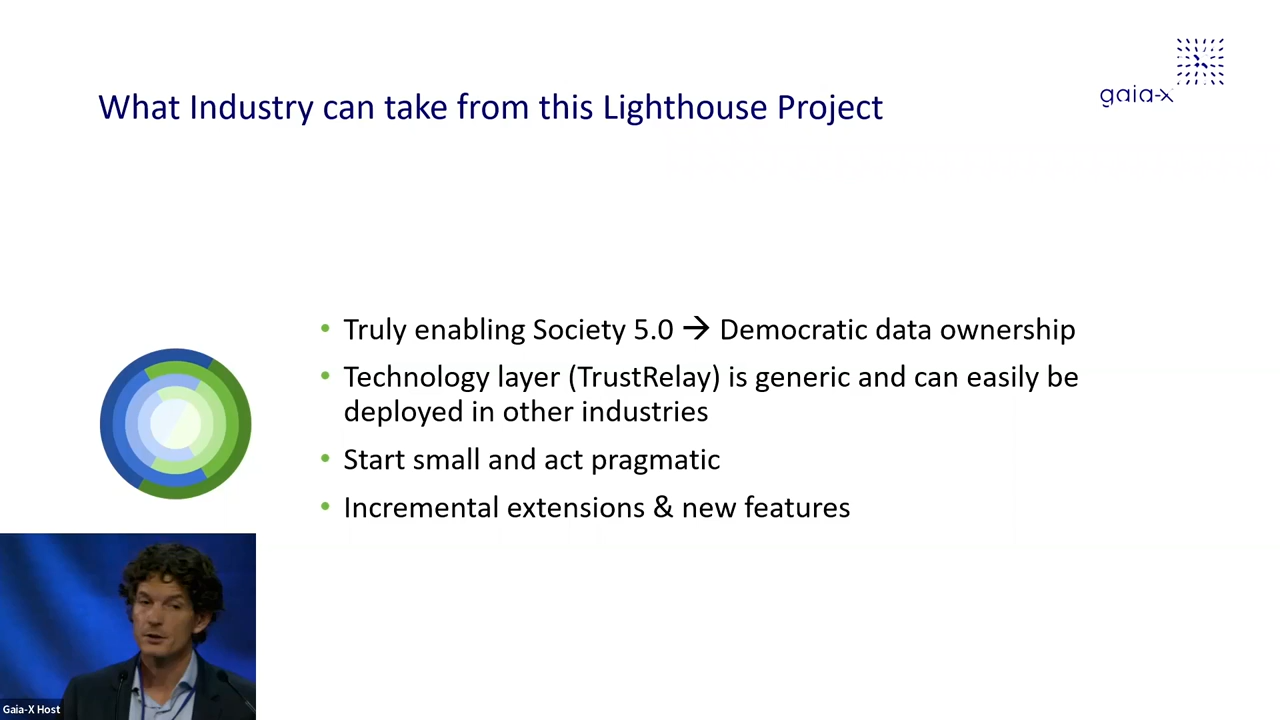 gaia-x
What Industry can take from this Lighthouse Project
• Truly enabling Society 5.0 → Democratic data ownership
• Technology layer (TrustRelay) is generic and can easily be
deployed in other industries
• Start small and act pragmatic
• Incremental extensions & new features
Gaia-X Host